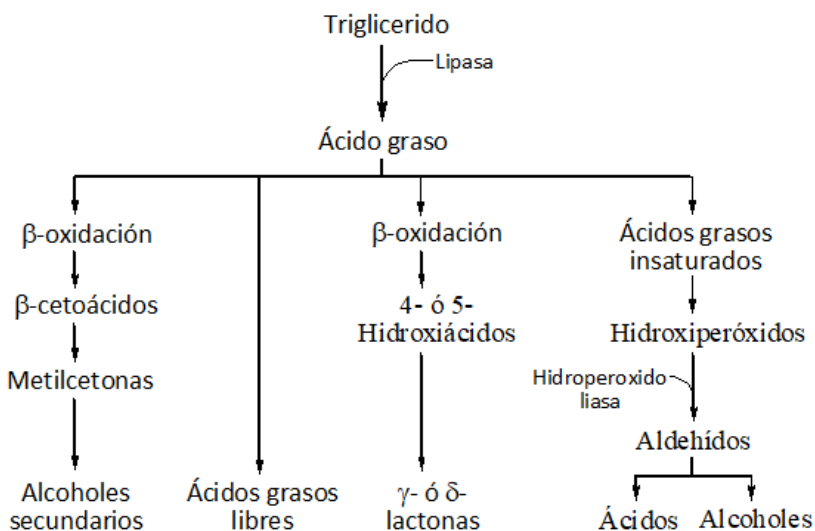 Triglicerido
Lipasa
Ácido graso
β-oxidación
β-cetoácidos
Metilcetonas
Alcoholes
secundarios
Ácidos grasos
libres
β-oxidación
4- ó 5-
Hidroxiácidos
γ- ó δ-
lactonas
Ácidos grasos
insaturados
Hidroxiperóxidos
Hidroperoxido
liasa
Aldehídos
Ácidos
Alcoholes